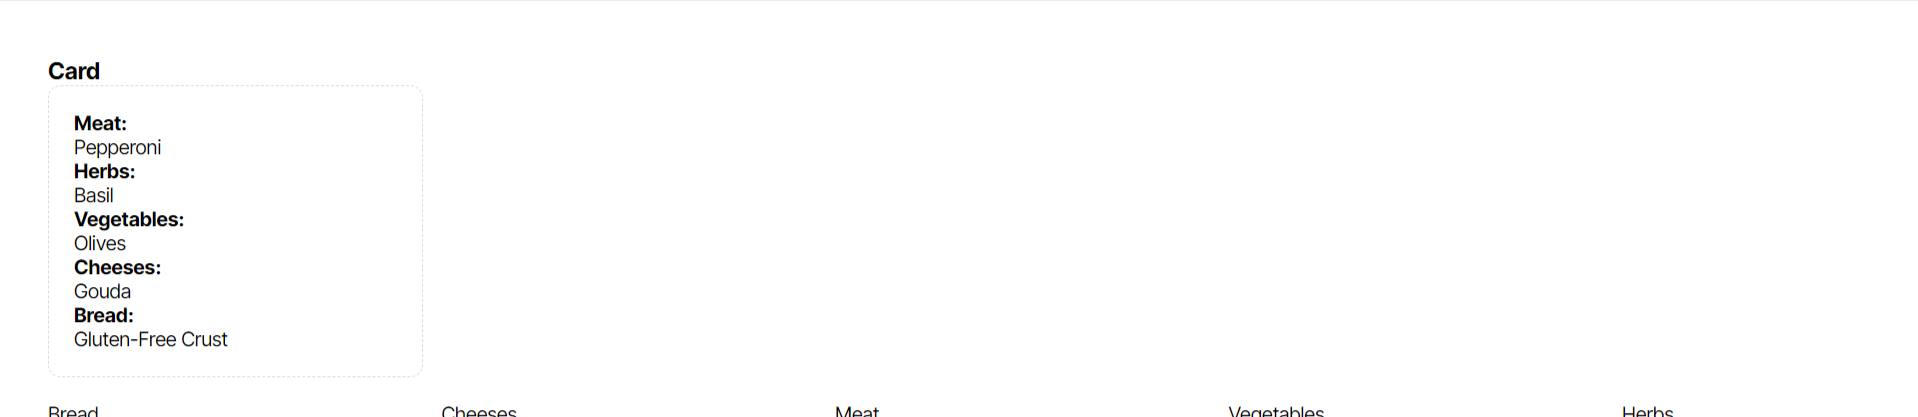 Card
Meat:
Pepperoni
Herbs:
Basil
Vegetables:
Olives
Cheeses:
Gouda
Bread:
Gluten-Free Crust
Bread Cheeses Meat Vegetables Herbs